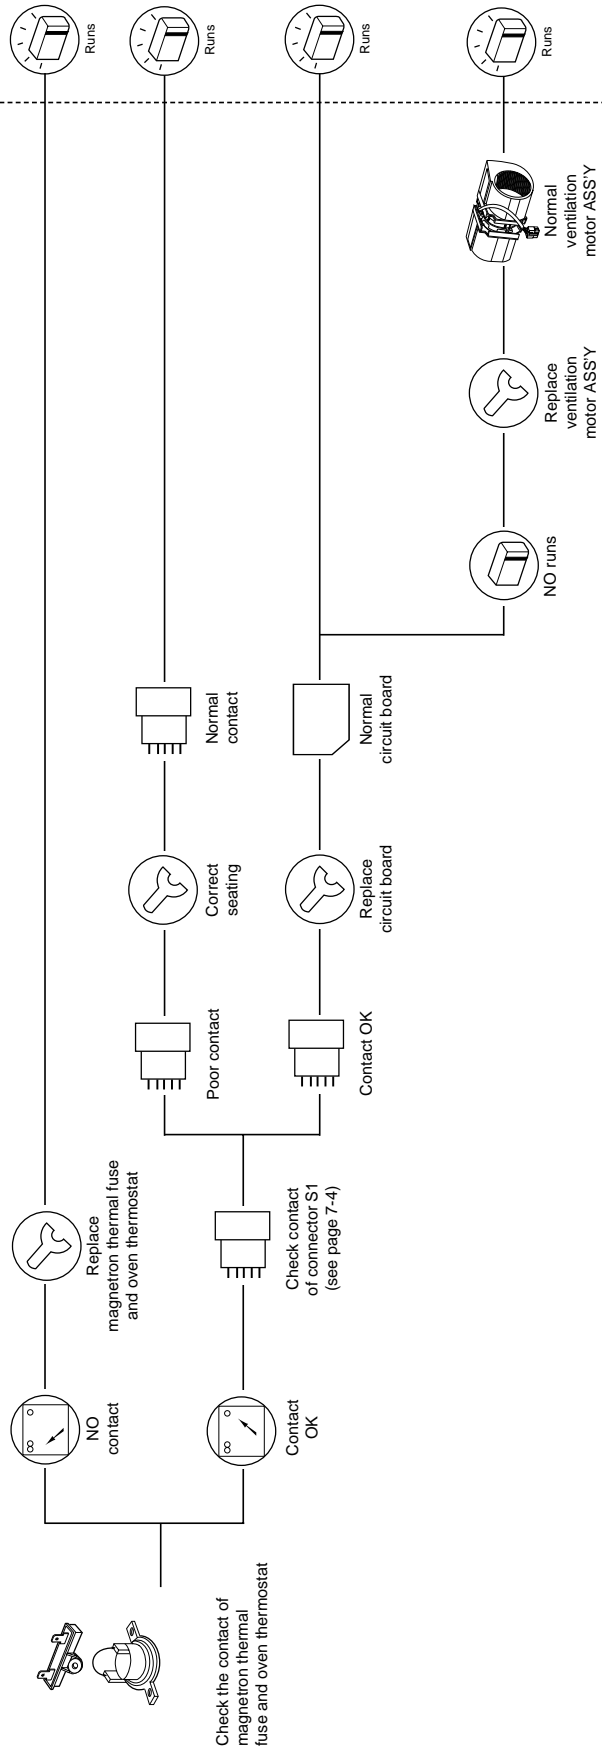 Check the contact of
magnetron thermal
fuse and oven thermostat
NO
contact
Replace
magnetron thermal fuse
and oven thermostat
Runs
Contact
OK
Check contact
of connector S1
(see page 7-4)
Poor contact
Correct
seating
Normal
contact
Runs
Contact OK
Replace
circuit board
Normal
circuit board
Runs
NO runs
Replace
ventilation
motor ASS'Y
Normal
ventilation
motor ASS'Y
Runs